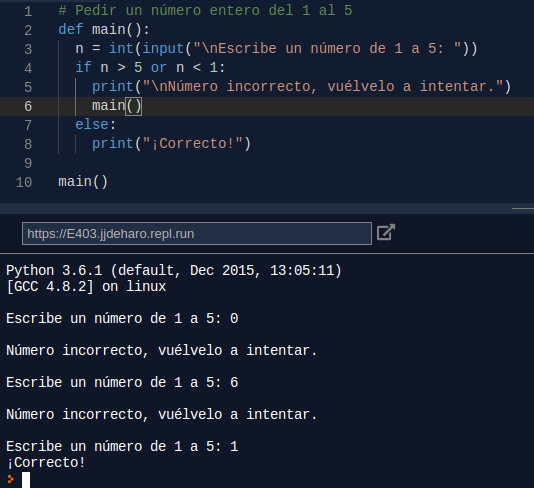 1 # Pedir un número entero del 1 al 5
2 def main():
3 n = int(input("\nEscribe un número de 1 a 5: "))
4 if n > 5 or n < 1:
5 print("\nNúmero incorrecto, vuélvelo a intentar.")
6 main()
7 else:
8 print("¡Correcto!")
9
10 main()
https://E403.jjdeharo.repl.run
Python 3.6.1 (default, Dec 2015, 13:05:11)
[GCC 4.8.2] on linux
Escribe un número de 1 a 5: 0
Número incorrecto, vuélvelo a intentar.
Escribe un número de 1 a 5: 6
Número incorrecto, vuélvelo a intentar.
Escribe un número de 1 a 5: 1
¡Correcto!